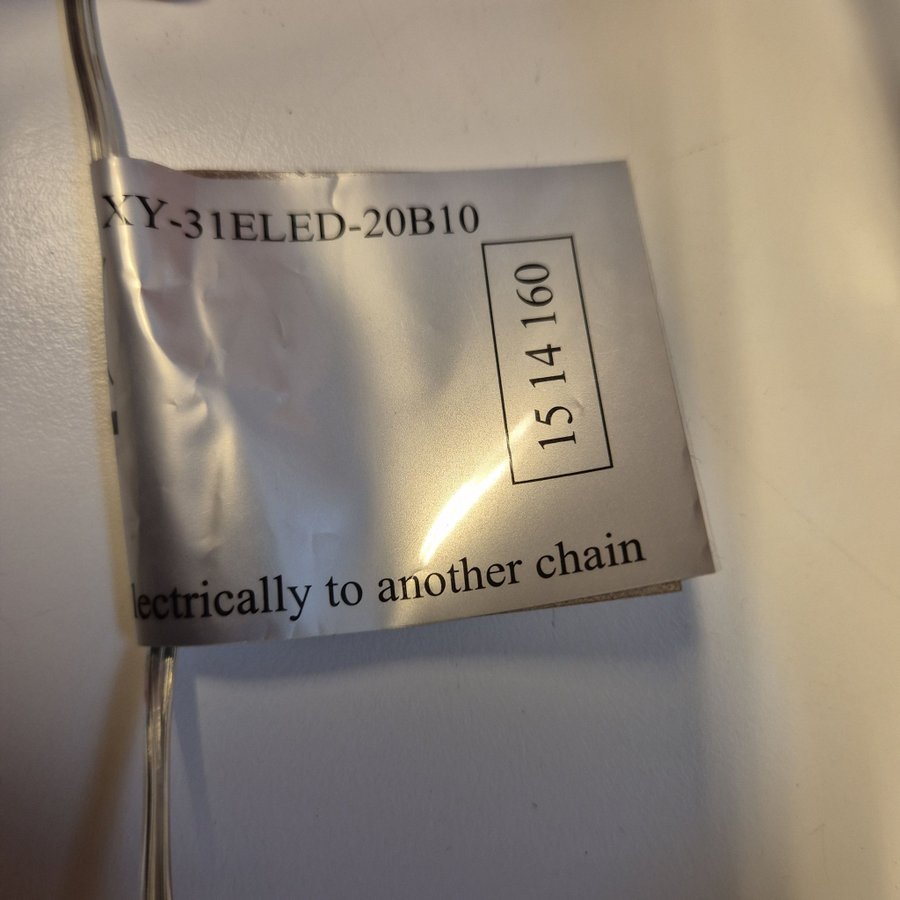 XY-31ELED-20B10
15 14 160
lectrically to another chain